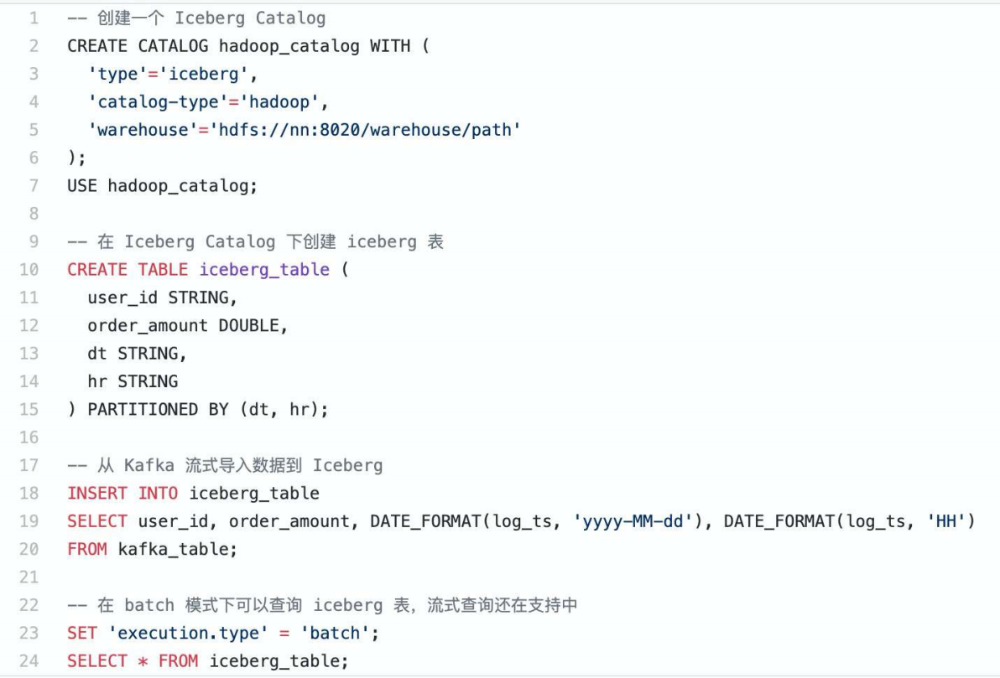 1 -- 创建一个 Iceberg Catalog
2 CREATE CATALOG hadoop_catalog WITH (
3   'type'='iceberg',
4   'catalog-type'='hadoop',
5   'warehouse'='hdfs://nn:8020/warehouse/path'
6 );
7 USE hadoop_catalog;
8
9 -- 在 Iceberg Catalog 下创建 iceberg 表
10 CREATE TABLE iceberg_table (
11   user_id STRING,
12   order_amount DOUBLE,
13   dt STRING,
14   hr STRING
15 ) PARTITIONED BY (dt, hr);
16
17 -- 从 Kafka 流式导入数据到 Iceberg
18 INSERT INTO iceberg_table
19 SELECT user_id, order_amount, DATE_FORMAT(log_ts, 'yyyy-MM-dd'), DATE_FORMAT(log_ts, 'HH')
20 FROM kafka_table;
21
22 -- 在 batch 模式下可以查询 iceberg 表，流式查询还在支持中
23 SET 'execution.type' = 'batch';
24 SELECT * FROM iceberg_table;